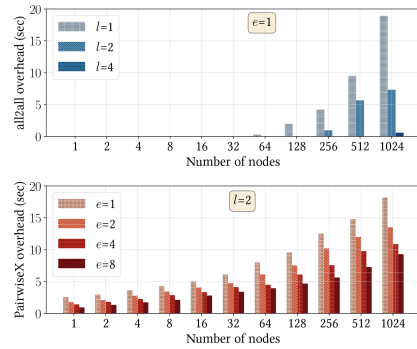 20
15
10
5
0
all2all overhead (sec)
l=1
l=2
l=4
e=1
1 2 4 8 16 32 64 128 256 512 1024
Number of nodes
20
15
10
5
0
PairwiseX overhead (sec)
e=1
e=2
e=4
e=8
l=2
1 2 4 8 16 32 64 128 256 512 1024
Number of nodes